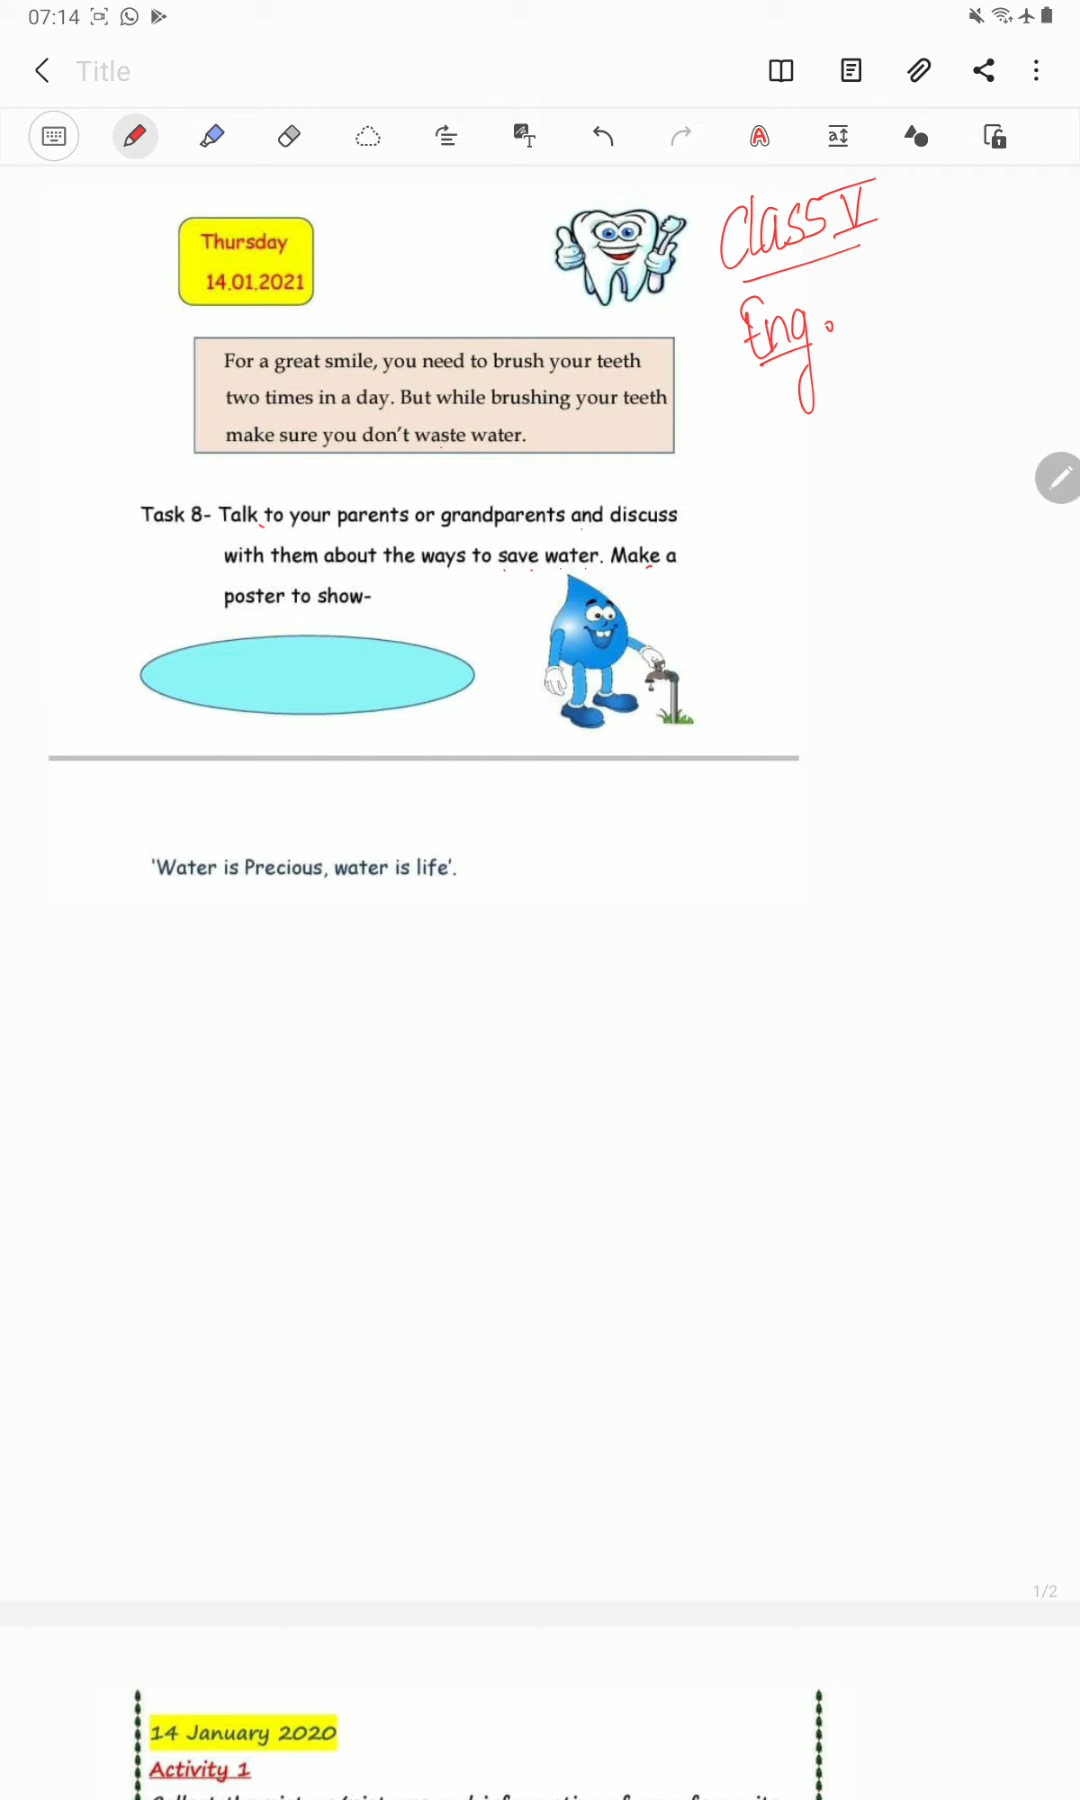 07:14
Title
Thursday
14.01.2021
Class V
Eng.
For a great smile, you need to brush your teeth
two times in a day. But while brushing your teeth
make sure you don't waste water.
Task 8- Talk to your parents or grandparents and discuss
with them about the ways to save water. Make a
poster to show-
'Water is Precious, water is life'.
1/2
14 January 2020
Activity 1